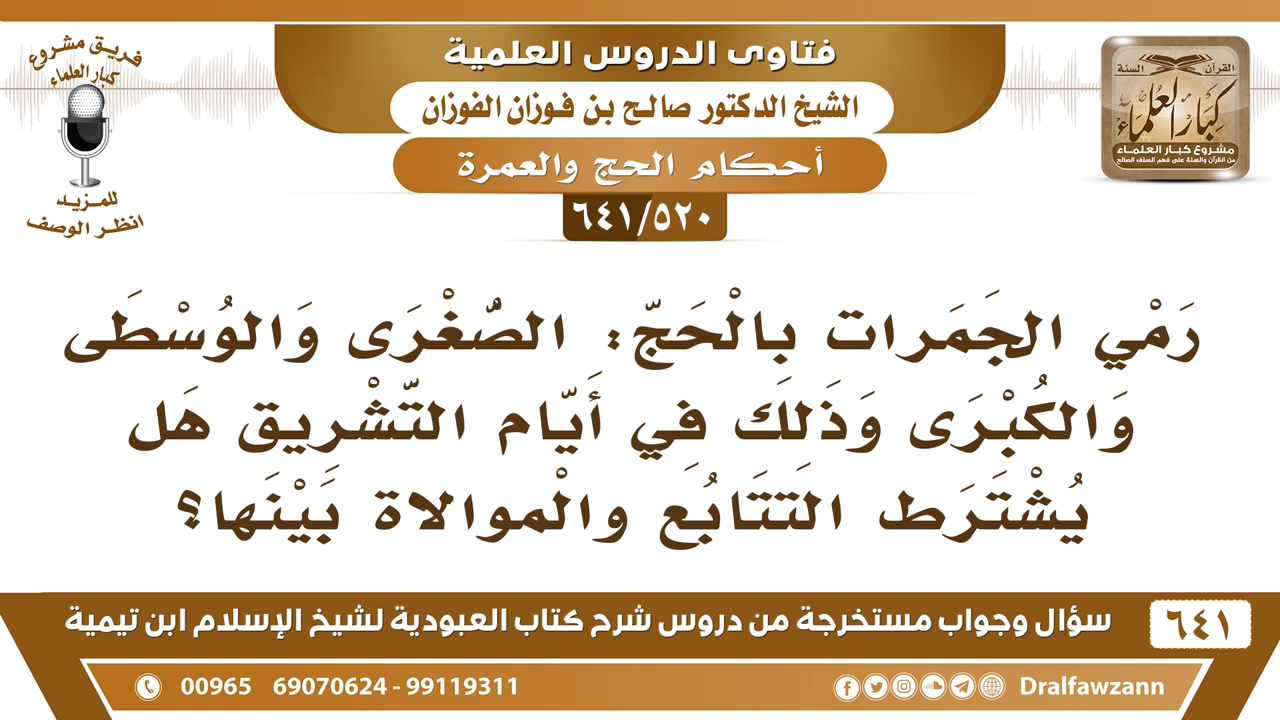 فريق مشروع
كبار العلماء
للمزيد
انظر الوصف
فتاوى الدروس العلمية
الشيخ الدكتور صالح بن فوزان الفوزان
أحكام الحج والعمرة
٦٤١/٥٢٠
القرآن السنة
كبار العلماء
مشروع كبار العلماء
من القرآن والسنة على فهم السلف الصالح
رَمْي الجَمَرات بالْحَجّ: الصُّغْرَى وَالوُسْطَى
وَالكُبْرَى وَذَلكَ في أَيّام التّشْريق هَل
يُشْتَرَط التَتَابُع والْموالاة بَيْنَها؟
سؤال وجواب مستخرجة من دروس شرح كتاب العبودية لشيخ الإسلام ابن تيمية
٦٤١
00965 69070624 - 99119311
Dralfawzann